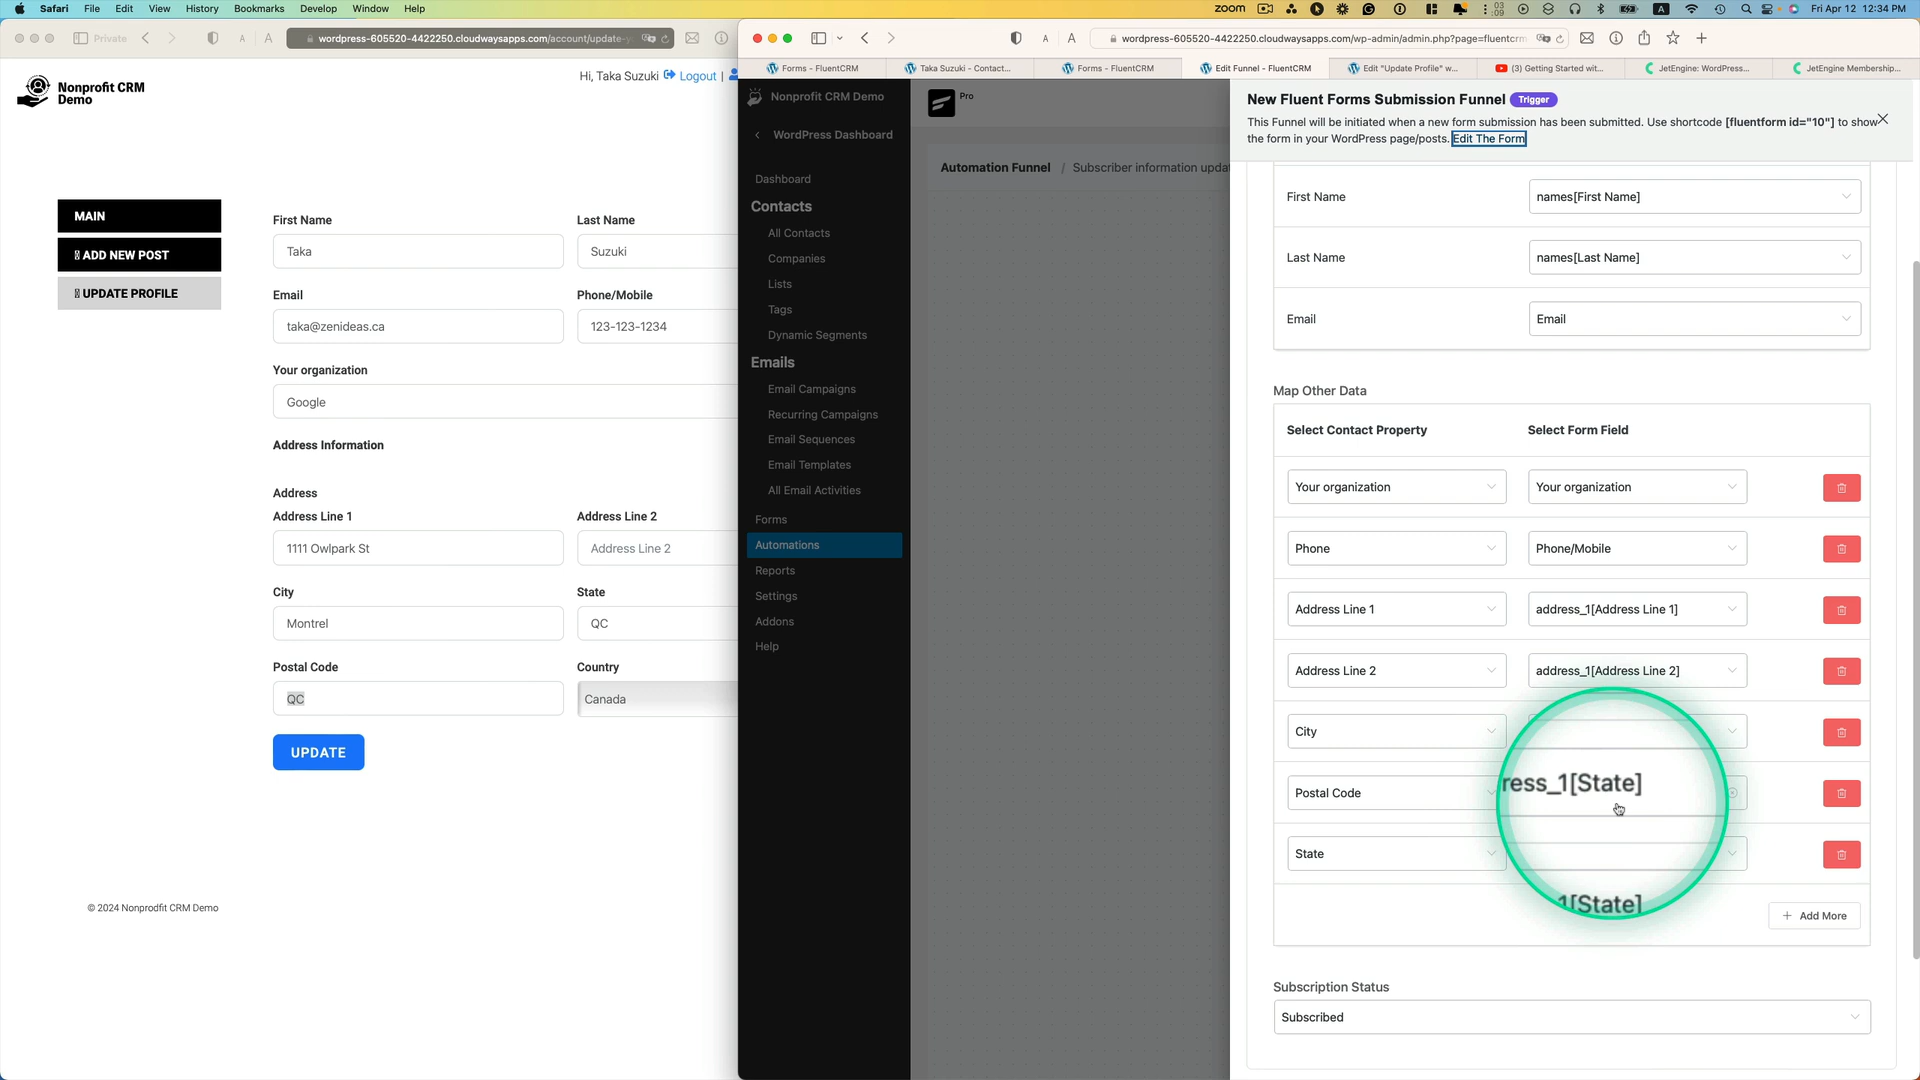 Safari File Edit View History Bookmarks Develop Window Help
zoom
03
09
A
Fri Apr 12 12:34 PM
Private
A A
wordpress-605520-4422250.cloudwaysapps.com/account/update-
A A
wordpress-605520-4422250.cloudwaysapps.com/wp-admin/admin.php?page=fluentcrm
Forms - FluentCRM
Taka Suzuki - Contact...
Forms - FluentCRM
Edit Funnel - FluentCRM
Edit "Update Profile" w...
(3) Getting Started wit...
JetEngine: WordPress...
JetEngine Membership...
Nonprofit CRM
Demo
Hi, Taka Suzuki Logout |
MAIN
ADD NEW POST
UPDATE PROFILE
First Name
Taka
Last Name
Suzuki
Email
taka@zenideas.ca
Phone/Mobile
123-123-1234
Your organization
Google
Address Information
Address
Address Line 1
1111 Owlpark St
Address Line 2
Address Line 2
City
Montrel
State
QC
Postal Code
QC
Country
Canada
UPDATE
© 2024 Nonprodfit CRM Demo
Nonprofit CRM Demo
WordPress Dashboard
Dashboard
Contacts
All Contacts
Companies
Lists
Tags
Dynamic Segments
Emails
Email Campaigns
Recurring Campaigns
Email Sequences
Email Templates
All Email Activities
Forms
Automations
Reports
Settings
Addons
Help
Pro
Automation Funnel / Subscriber information updat
New Fluent Forms Submission Funnel Trigger
This Funnel will be initiated when a new form submission has been submitted. Use shortcode [fluentform id="10"] to show
the form in your WordPress page/posts. Edit The Form
First Name
names[First Name]
Last Name
names[Last Name]
Email
Email
Map Other Data
Select Contact Property
Select Form Field
Your organization
Your organization
Phone
Phone/Mobile
Address Line 1
address_1[Address Line 1]
Address Line 2
address_1[Address Line 2]
City
Postal Code
ress_1[State]
State
1[State]
+ Add More
Subscription Status
Subscribed